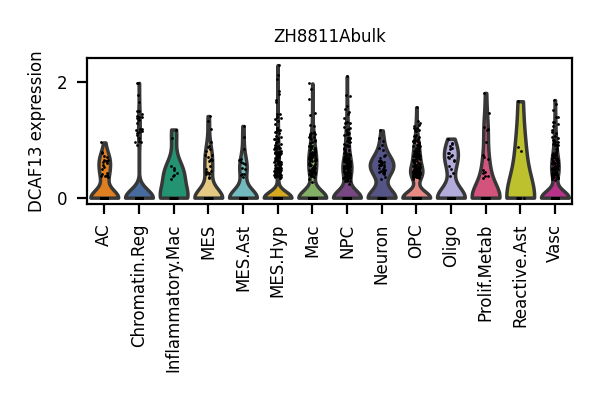 ZH8811Abulk
DCAF13 expression
2
0
AC
Chromatin.Reg
Inflammatory.Mac
MES
MES.Ast
MES.Hyp
Mac
NPC
Neuron
OPC
Oligo
Prolif.Metab
Reactive.Ast
Vasc